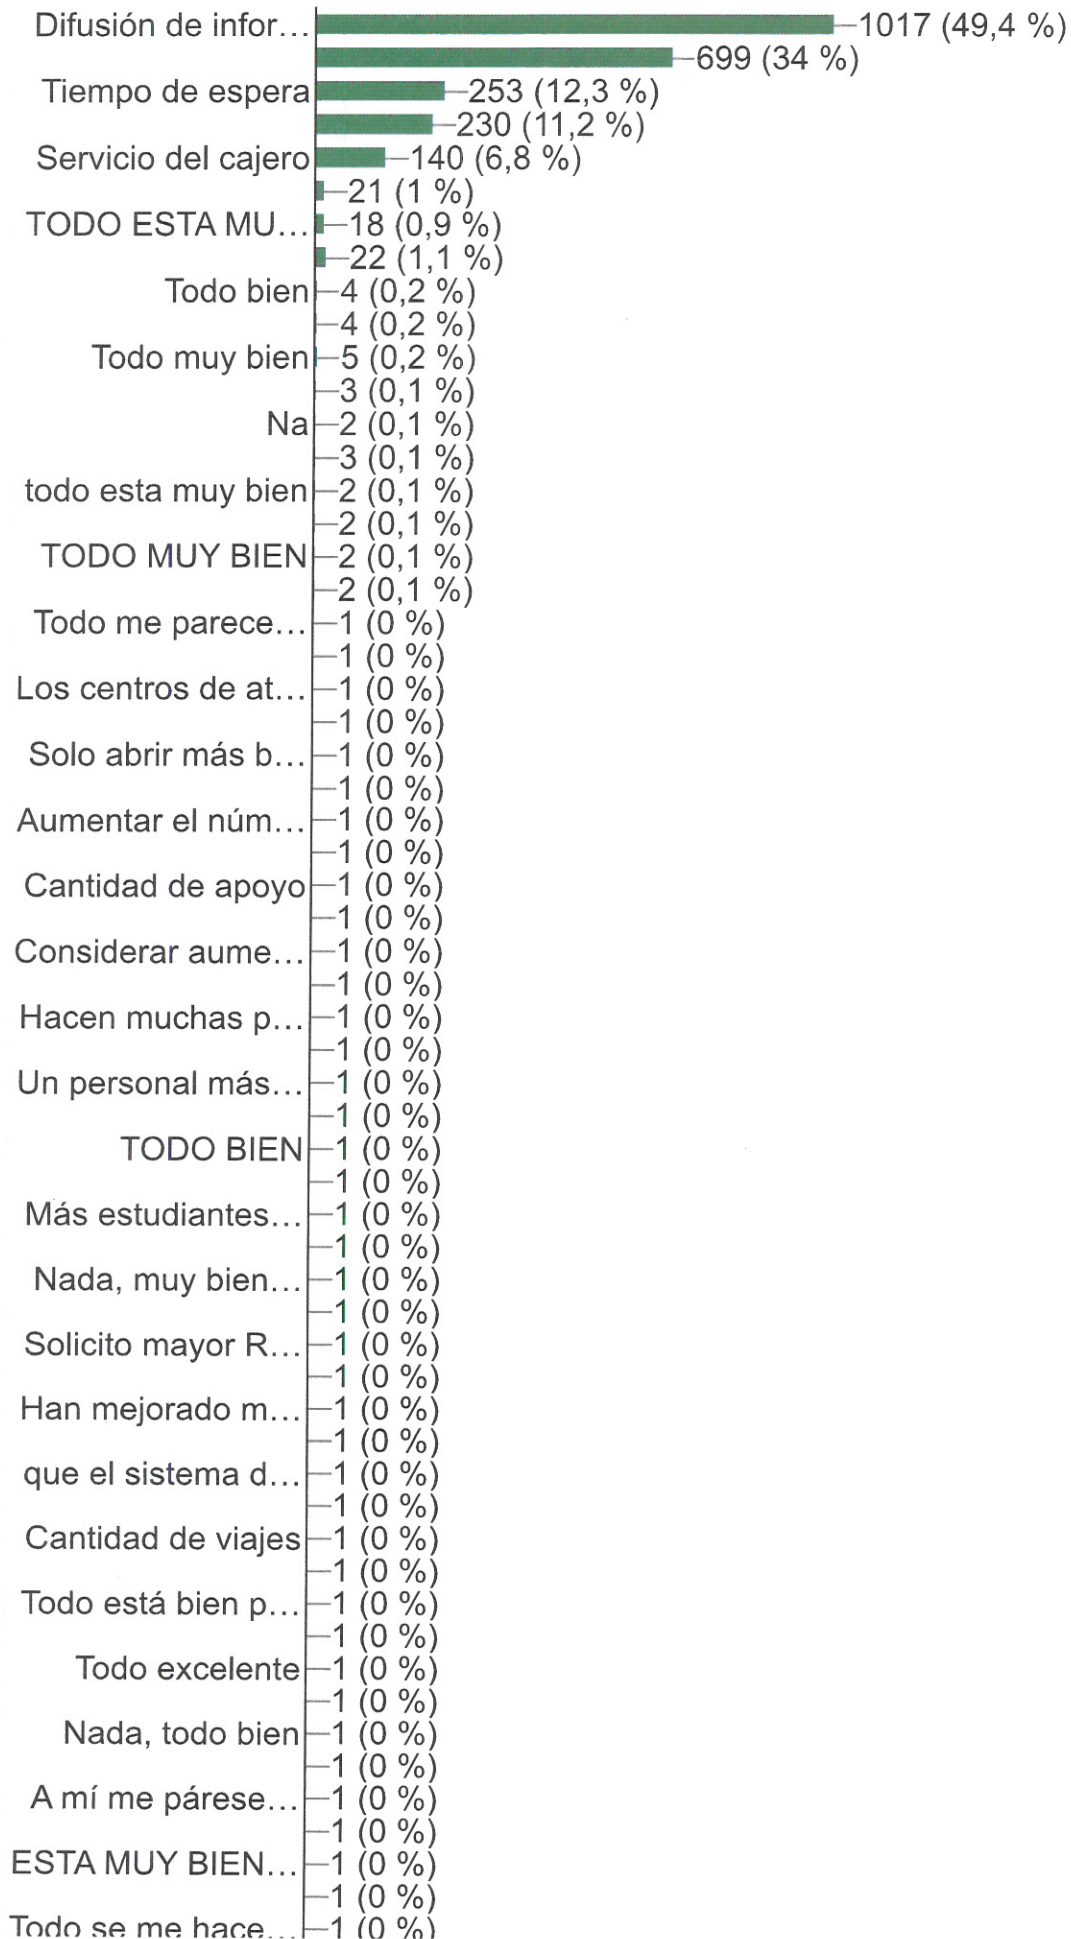 Difusión de infor... 1017 (49,4 %)
699 (34 %)
Tiempo de espera 253 (12,3 %)
230 (11,2 %)
Servicio del cajero 140 (6,8 %)
21 (1 %)
TODO ESTA MU... 18 (0,9 %)
22 (1,1 %)
Todo bien 4 (0,2 %)
4 (0,2 %)
Todo muy bien 5 (0,2 %)
3 (0,1 %)
Na 2 (0,1 %)
3 (0,1 %)
todo esta muy bien 2 (0,1 %)
2 (0,1 %)
TODO MUY BIEN 2 (0,1 %)
2 (0,1 %)
Todo me parece... 1 (0 %)
1 (0 %)
Los centros de at... 1 (0 %)
1 (0 %)
Solo abrir más b... 1 (0 %)
1 (0 %)
Aumentar el núm... 1 (0 %)
1 (0 %)
Cantidad de apoyo 1 (0 %)
1 (0 %)
Considerar aume... 1 (0 %)
1 (0 %)
Hacen muchas p... 1 (0 %)
1 (0 %)
Un personal más... 1 (0 %)
1 (0 %)
TODO BIEN 1 (0 %)
1 (0 %)
Más estudiantes... 1 (0 %)
1 (0 %)
Nada, muy bien... 1 (0 %)
1 (0 %)
Solicito mayor R... 1 (0 %)
1 (0 %)
Han mejorado m... 1 (0 %)
1 (0 %)
que el sistema d... 1 (0 %)
1 (0 %)
Cantidad de viajes 1 (0 %)
1 (0 %)
Todo está bien p... 1 (0 %)
1 (0 %)
Todo excelente 1 (0 %)
1 (0 %)
Nada, todo bien 1 (0 %)
1 (0 %)
A mí me párese... 1 (0 %)
1 (0 %)
ESTA MUY BIEN... 1 (0 %)
1 (0 %)
Todo se me hace... 1 (0 %)